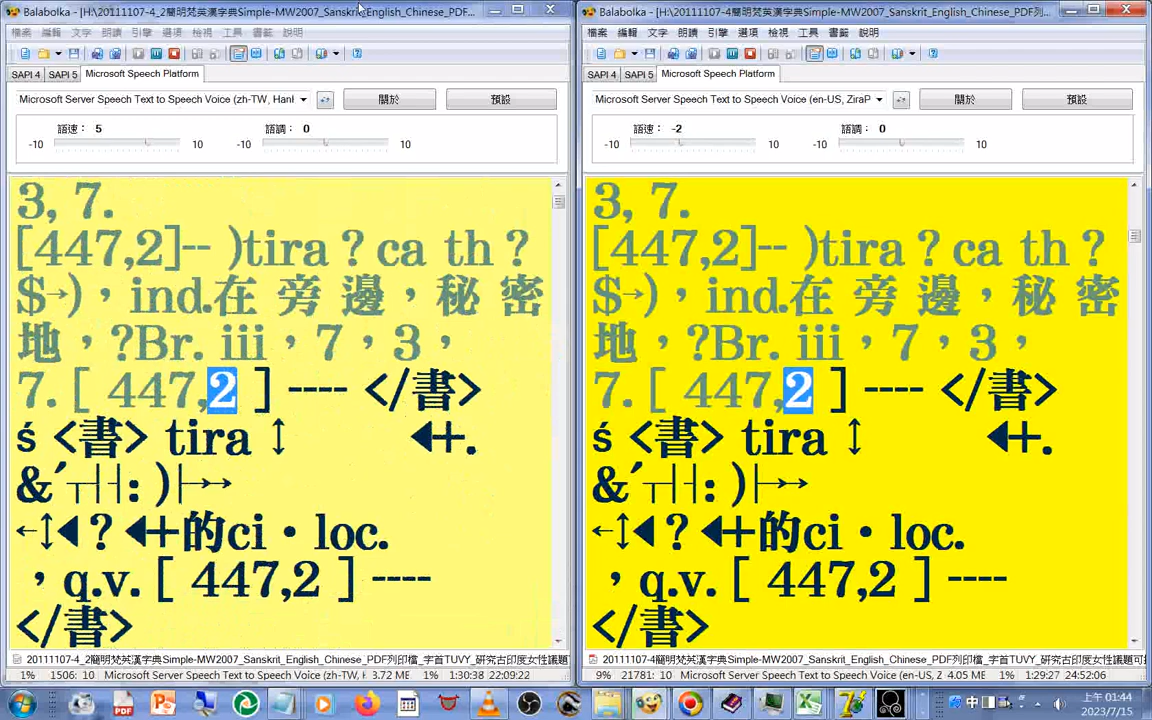 Balabolka - [H:\20111107-4_2簡明梵英漢字典Simple-MW2007_Sanskrit_English_Chinese_PDF...
檔案 編輯 文字 朗讀 引擎 選項 檢視 工具 書籤 說明
SAPI 4 SAPI 5 Microsoft Speech Platform
Microsoft Server Speech Text to Speech Voice (zh-TW, Hanl 關於 預設
語速： 5 語調： 0
-10 10 -10 10
3, 7.
[447,2]-- )tira ? ca th ?
$→)，ind.在 旁 邊，秘 密
地，?Br. iii，7，3，
7. [ 447,2 ] ---- </書>
ś <書> tira ↕ ◀+.
&´┬┤┤: )├→→
←↕◀ ? ◀+的ci・loc.
，q.v. [ 447,2 ] ----
</書>
20111107-4_2簡明梵英漢字典Simple-MW2007_Sanskrit_English_Chinese_PDF列印檔_字首TUVY_研究古印度女性議題
1% 1506: 10 Microsoft Server Speech Text to Speech Voice (zh-TW, H 3.72 MB 1% 1:30:38 22:09:22
Balabolka - [H:\20111107-4簡明梵英漢字典Simple-MW2007_Sanskrit_English_Chinese_PDF列...
檔案 編輯 文字 朗讀 引擎 選項 檢視 工具 書籤 說明
SAPI 4 SAPI 5 Microsoft Speech Platform
Microsoft Server Speech Text to Speech Voice (en-US, ZiraP 關於 預設
語速： -2 語調： 0
-10 10 -10 10
3, 7.
[447,2]-- )tira ? ca th ?
$→)，ind.在 旁 邊，秘 密
地，?Br. iii，7，3，
7. [ 447,2 ] ---- </書>
ś <書> tira ↕ ◀+.
&´┬┤┤: )├→→
←↕◀ ? ◀+的ci・loc.
，q.v. [ 447,2 ] ----
</書>
20111107-4簡明梵英漢字典Simple-MW2007_Sanskrit_English_Chinese_PDF列印檔_字首TUVY_研究古印度女性議題可
9% 21781: 10 Microsoft Server Speech Text to Speech Voice (en-US, Z 4.05 MB 1% 1:29:27 24:52:06
中 上午 01:44
2023/7/15